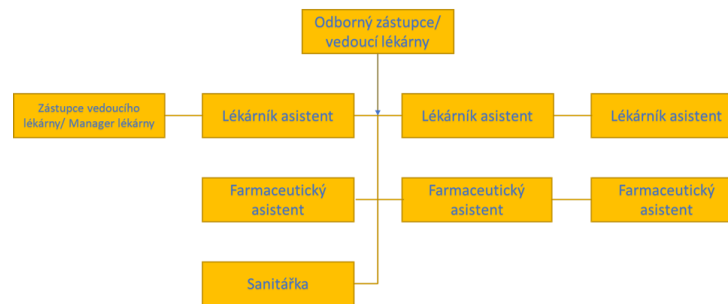 Odborný zástupce/
vedoucí lékárny
Zástupce vedoucího
lékárny/ Manager lékárny
Lékárník asistent
Lékárník asistent
Lékárník asistent
Farmaceutický
asistent
Farmaceutický
asistent
Farmaceutický
asistent
Sanitářka